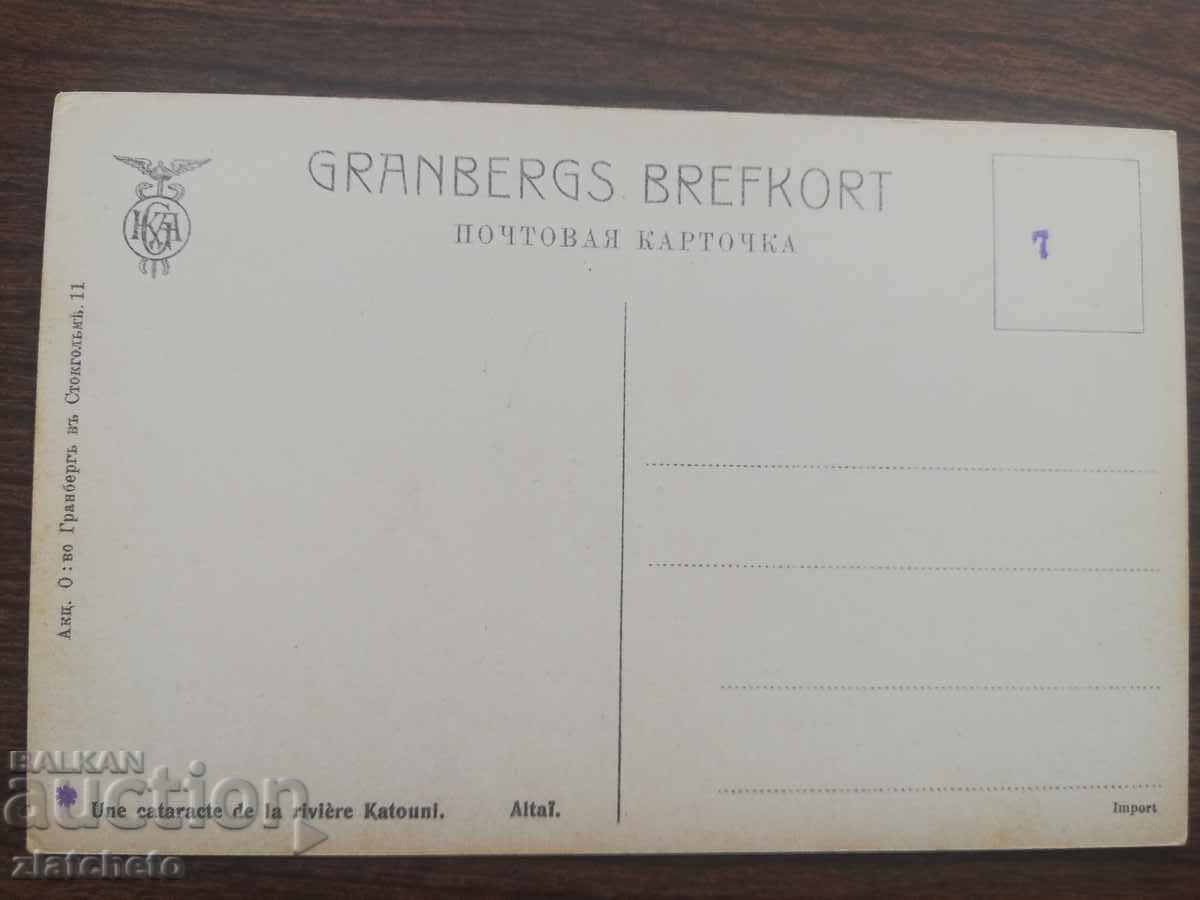 GRANBERGS BREFKORT
ПОЧТОВАЯ КАРТОЧКА
7
Акц. О:во Гранбергъ въ Стокгольмѣ. 11
Une cataracte de la rivière Katouni. Altaï.
Import
BALKAN
auction
zlatcheto